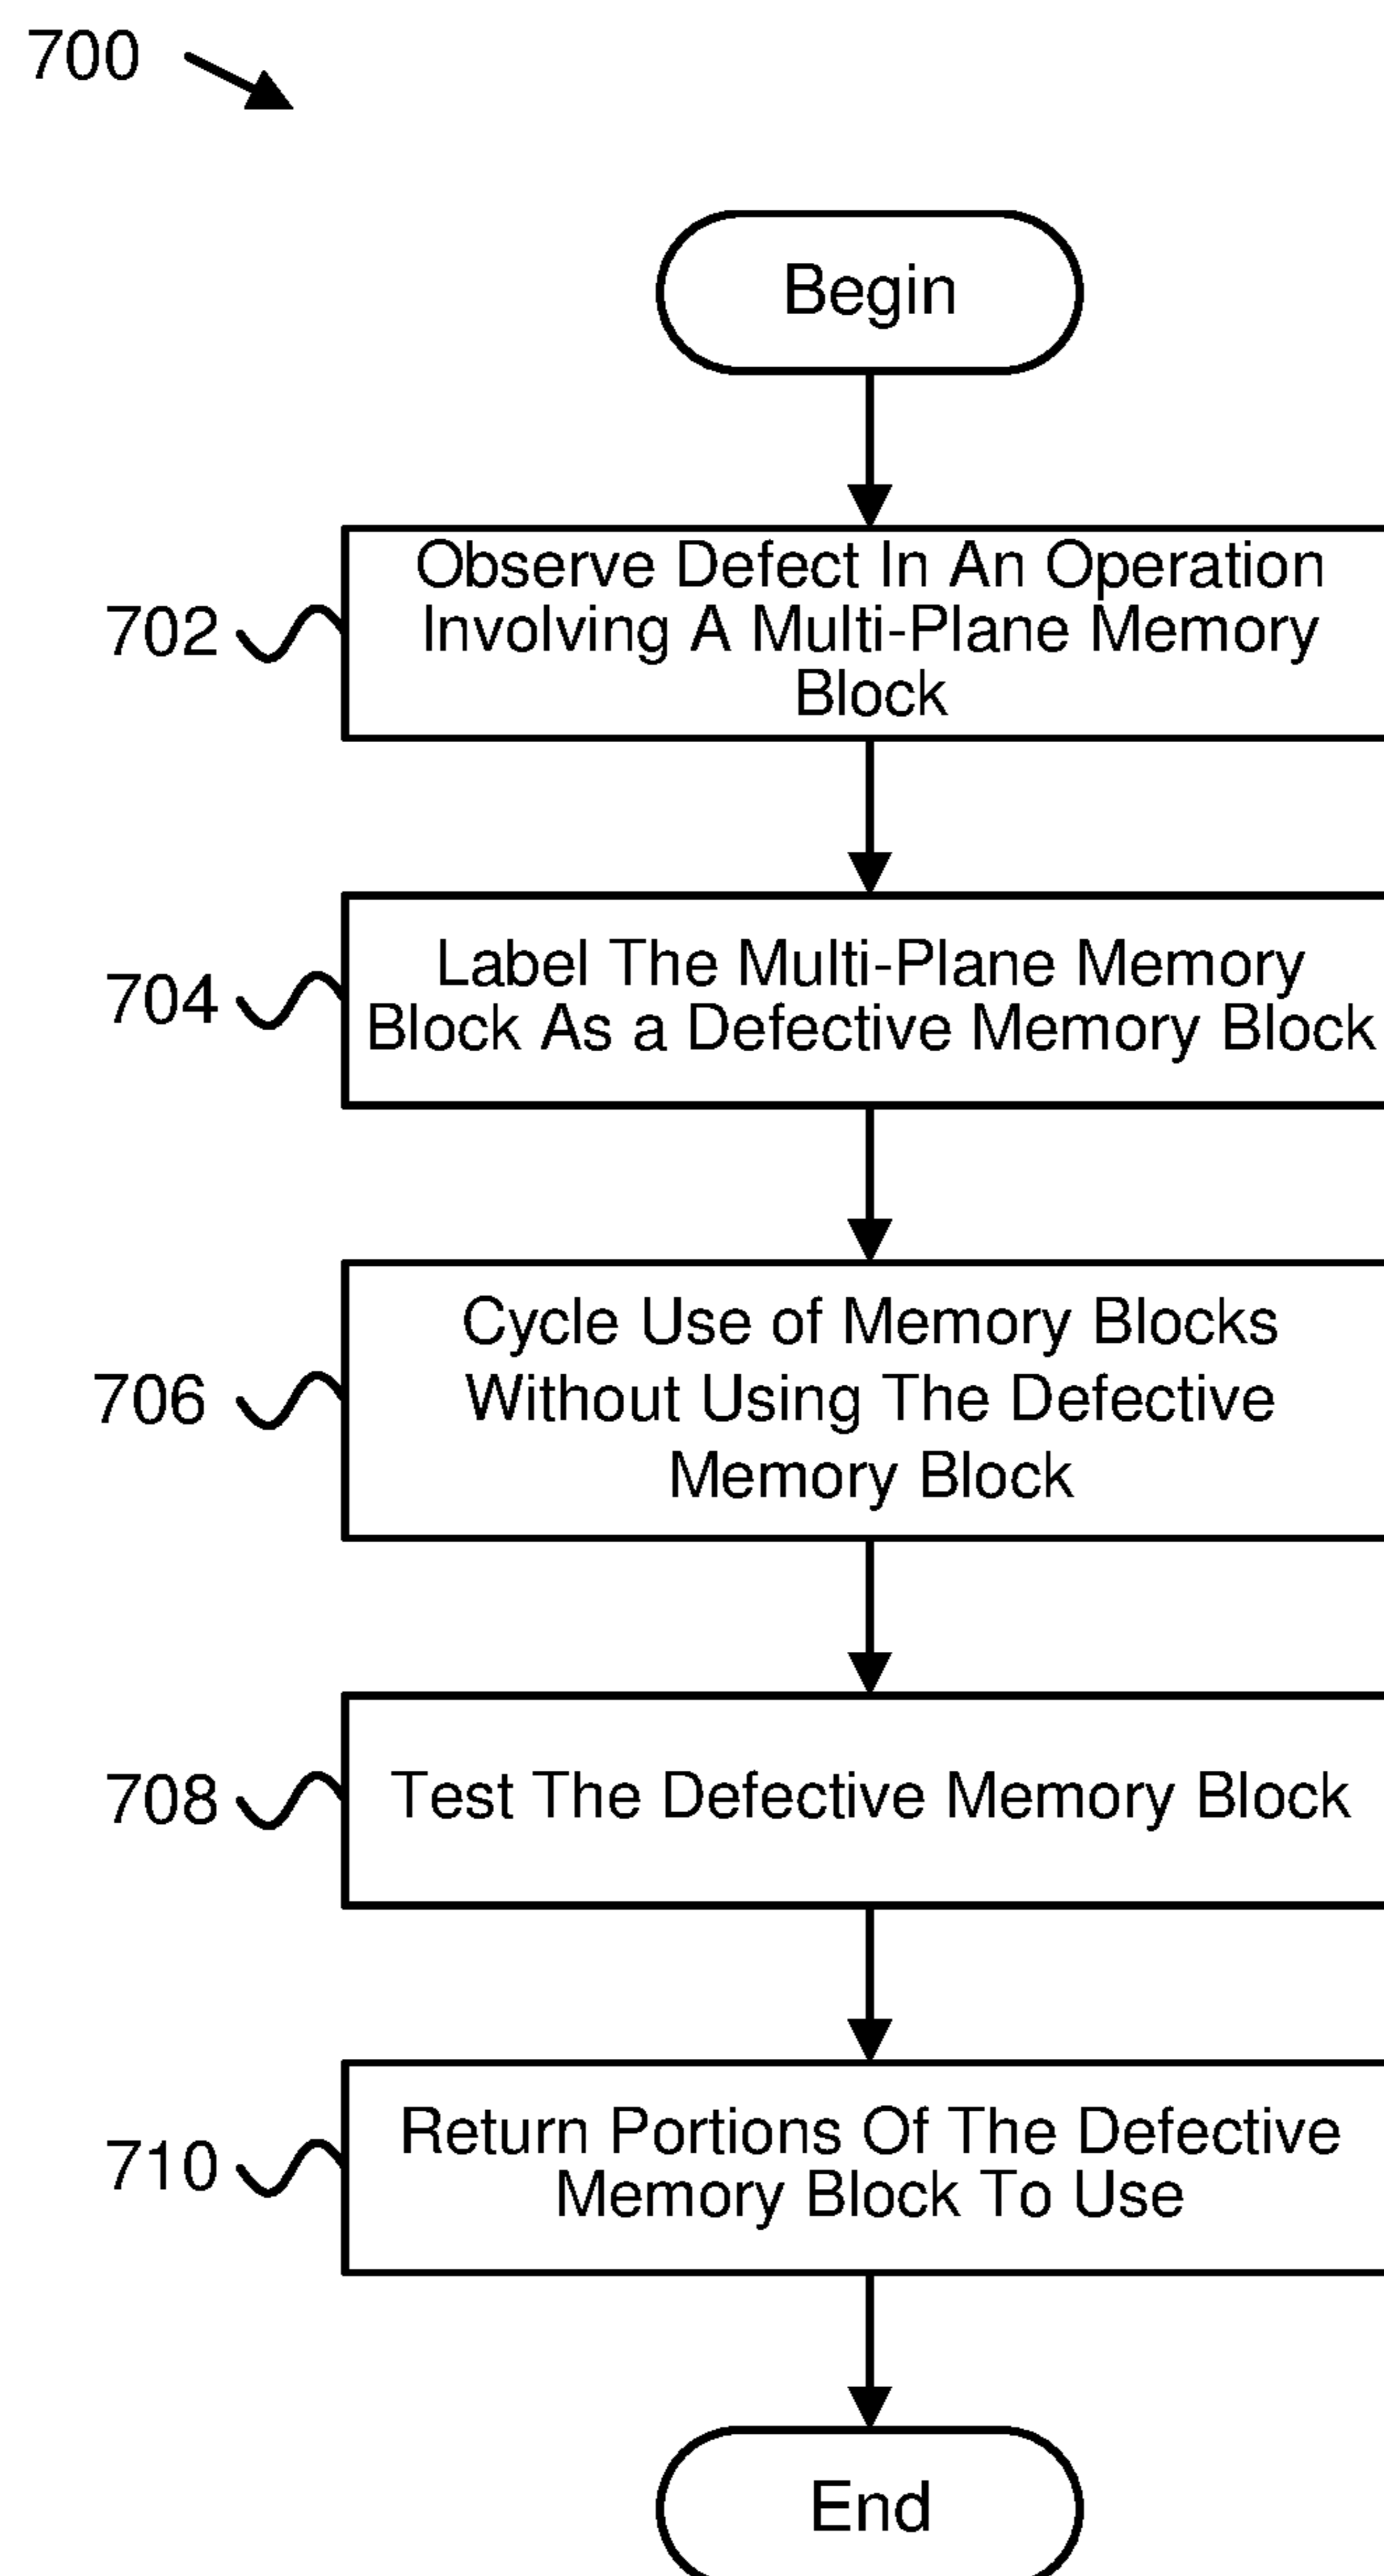 700
Begin
702
Observe Defect In An Operation
Involving A Multi-Plane Memory
Block
704
Label The Multi-Plane Memory
Block As a Defective Memory Block
706
Cycle Use of Memory Blocks
Without Using The Defective
Memory Block
708
Test The Defective Memory Block
710
Return Portions Of The Defective
Memory Block To Use
End